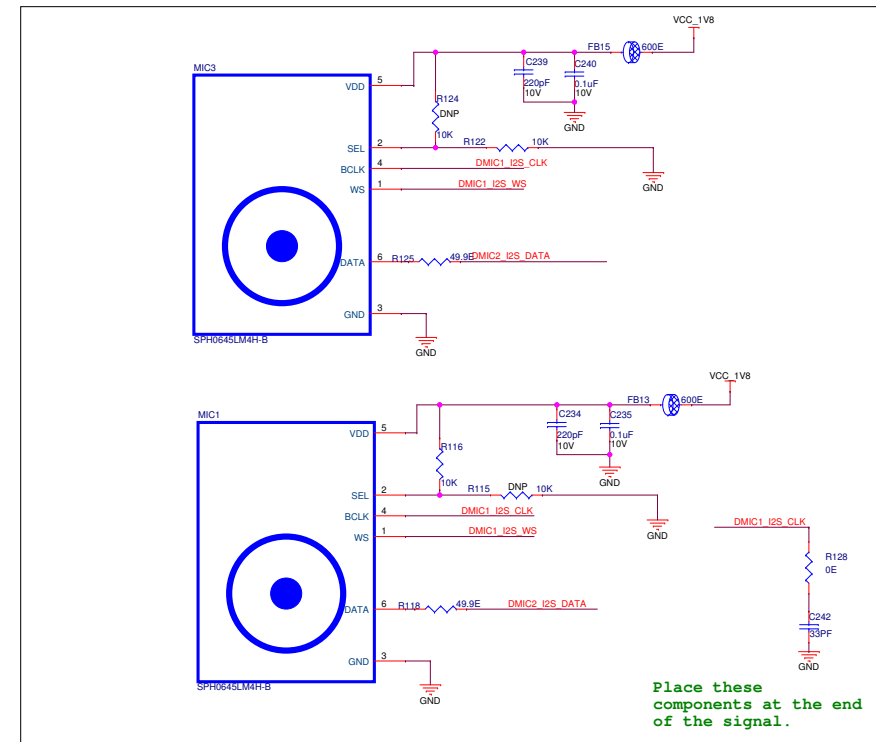 VCC_1V8
FB15
600E
MIC3
C239
C240
220pF
0.1uF
10V
10V
GND
VDD
5
R124
DNP
10K
SEL
2
R122
10K
GND
BCLK
4
DMIC1_I2S_CLK
WS
1
DMIC1_I2S_WS
DATA
6
R125
49.9E
DMIC2_I2S_DATA
GND
3
GND
SPH0645LM4H-B
VCC_1V8
FB13
600E
MIC1
C234
C235
220pF
0.1uF
10V
10V
GND
VDD
5
R116
10K
SEL
2
R115
DNP
10K
GND
BCLK
4
DMIC1_I2S_CLK
WS
1
DMIC1_I2S_WS
DATA
6
R118
49.9E
DMIC2_I2S_DATA
GND
3
GND
SPH0645LM4H-B
DMIC1_I2S_CLK
R128
0E
C242
33PF
GND
Place these
components at the end
of the signal.